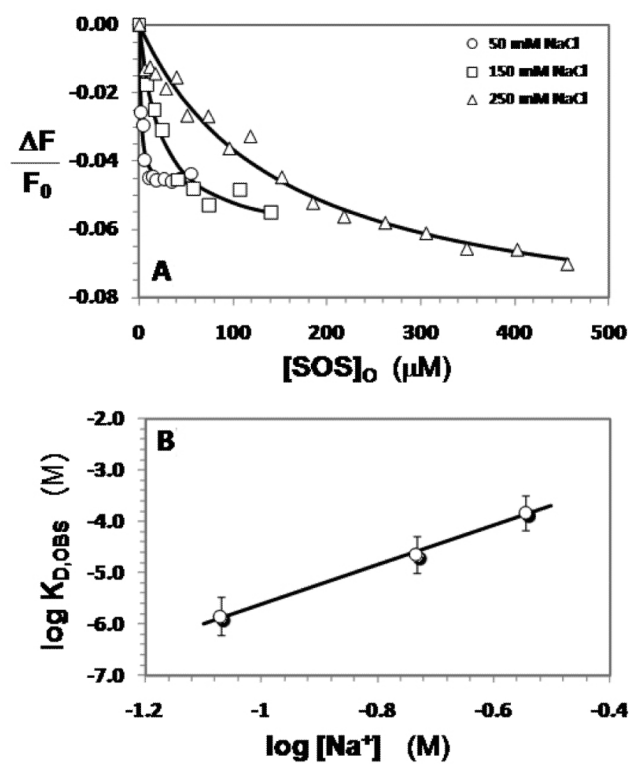 0.00
-0.02
-0.04
-0.06
-0.08
ΔF
F₀
50 mM NaCl
150 mM NaCl
250 mM NaCl
A
0 100 200 300 400 500
[SOS]O (μM)
B
-2.0
-3.0
-4.0
-5.0
-6.0
-7.0
log KD,OBS (M)
-1.2 -1 -0.8 -0.6 -0.4
log [Na⁺] (M)